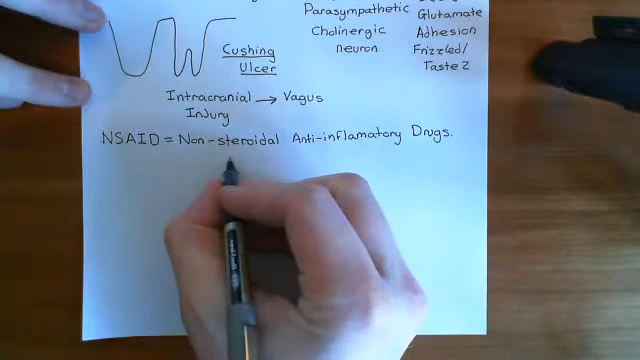 Parasympathetic
Cholinergic
neuron
Glutamate
Adhesion
Frizzled/
Taste 2
Cushing
Ulcer
Intracranial → Vagus
Injury
NSAID = Non-steroidal Anti-inflamatory Drugs.